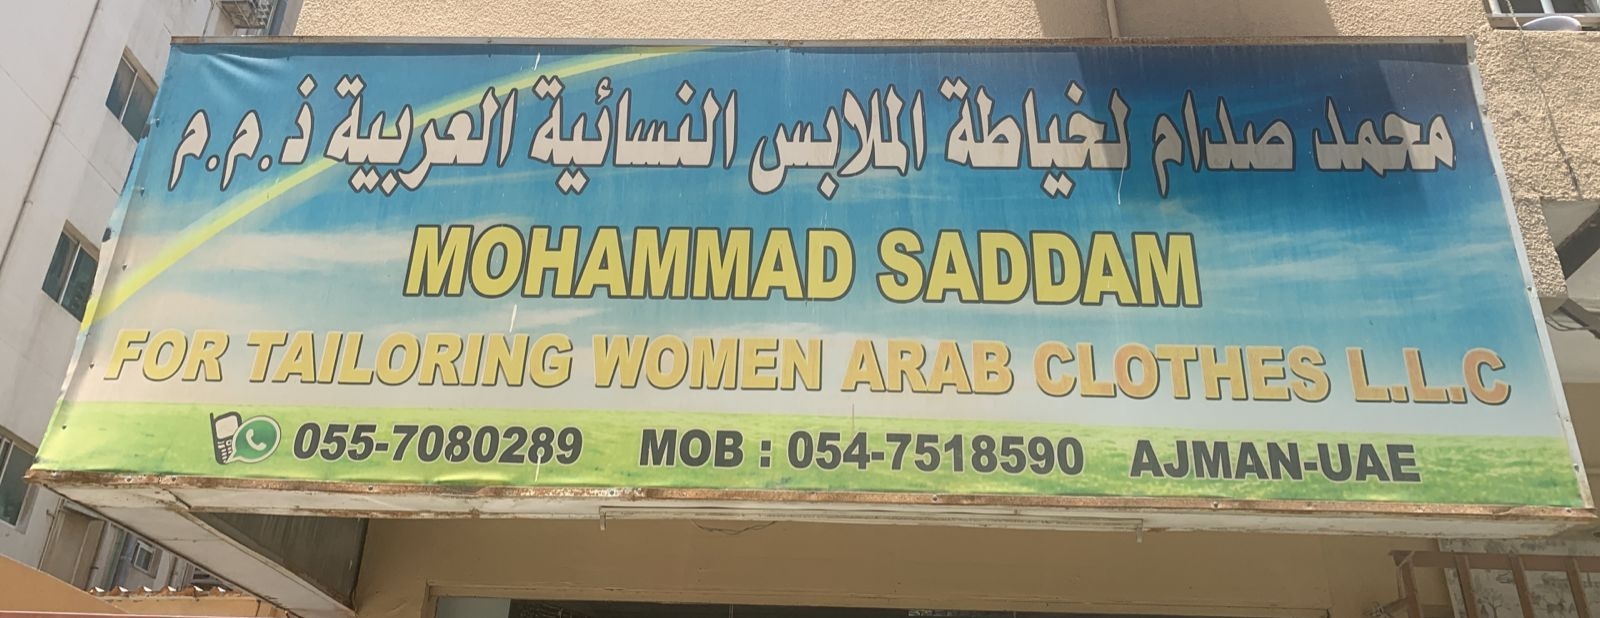 محمد صدام لخياطة الملابس النسائية العربية ذ.م.م
MOHAMMAD SADDAM
FOR TAILORING WOMEN ARAB CLOTHES L.L.C
055-7080289 MOB : 054-7518590 AJMAN-UAE